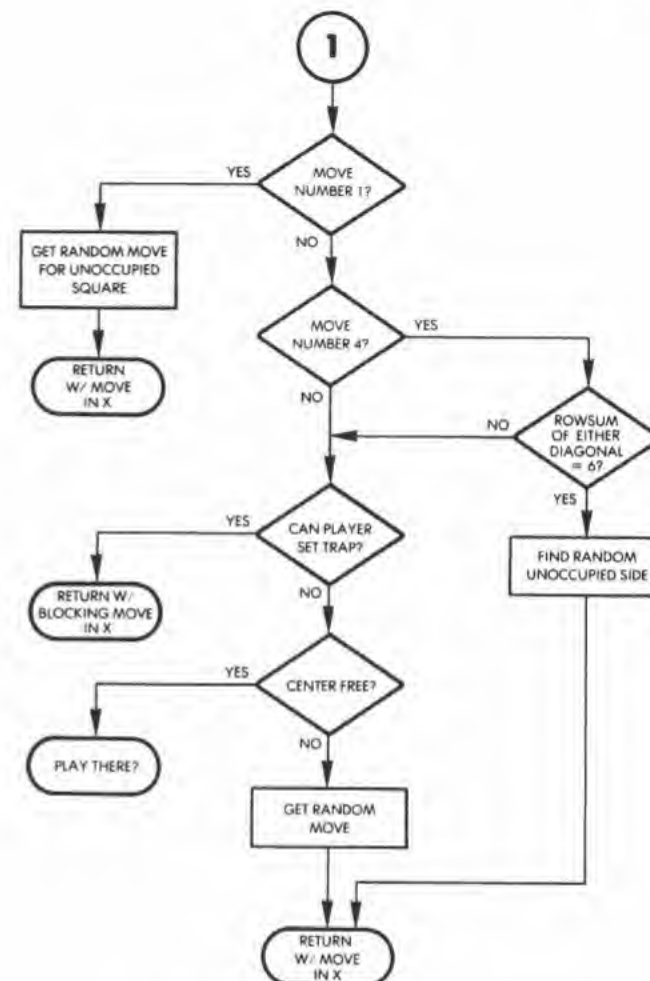 1
MOVE
NUMBER 1?
YES
NO
GET RANDOM MOVE
FOR UNOCCUPIED
SQUARE
RETURN
W/ MOVE
IN X
MOVE
NUMBER 4?
YES
NO
ROWSUM
OF EITHER
DIAGONAL
= 6?
NO
YES
FIND RANDOM
UNOCCUPIED SIDE
CAN PLAYER
SET TRAP?
YES
NO
RETURN W/
BLOCKING MOVE
IN X
CENTER FREE?
YES
NO
PLAY THERE?
GET RANDOM
MOVE
RETURN
W/ MOVE
IN X